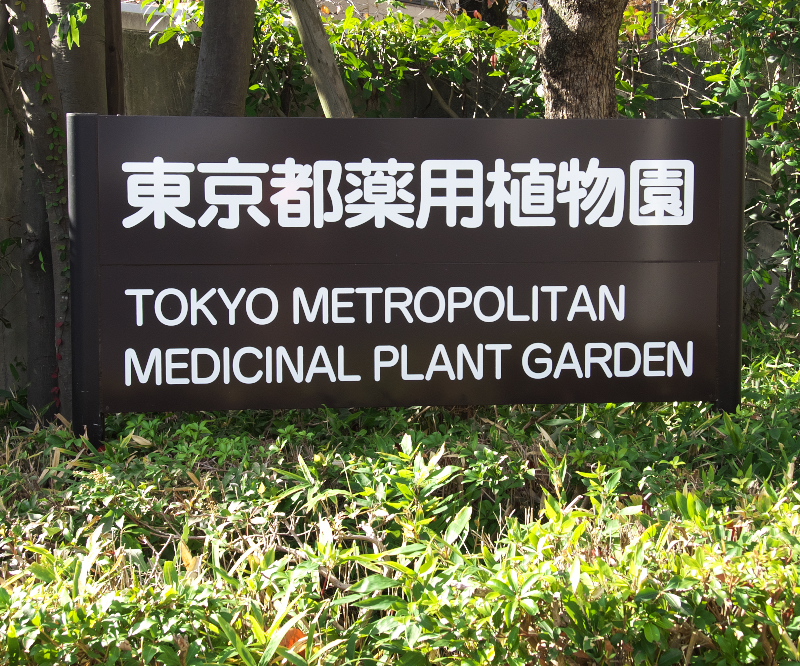 東京都薬用植物園
TOKYO METROPOLITAN
MEDICINAL PLANT GARDEN